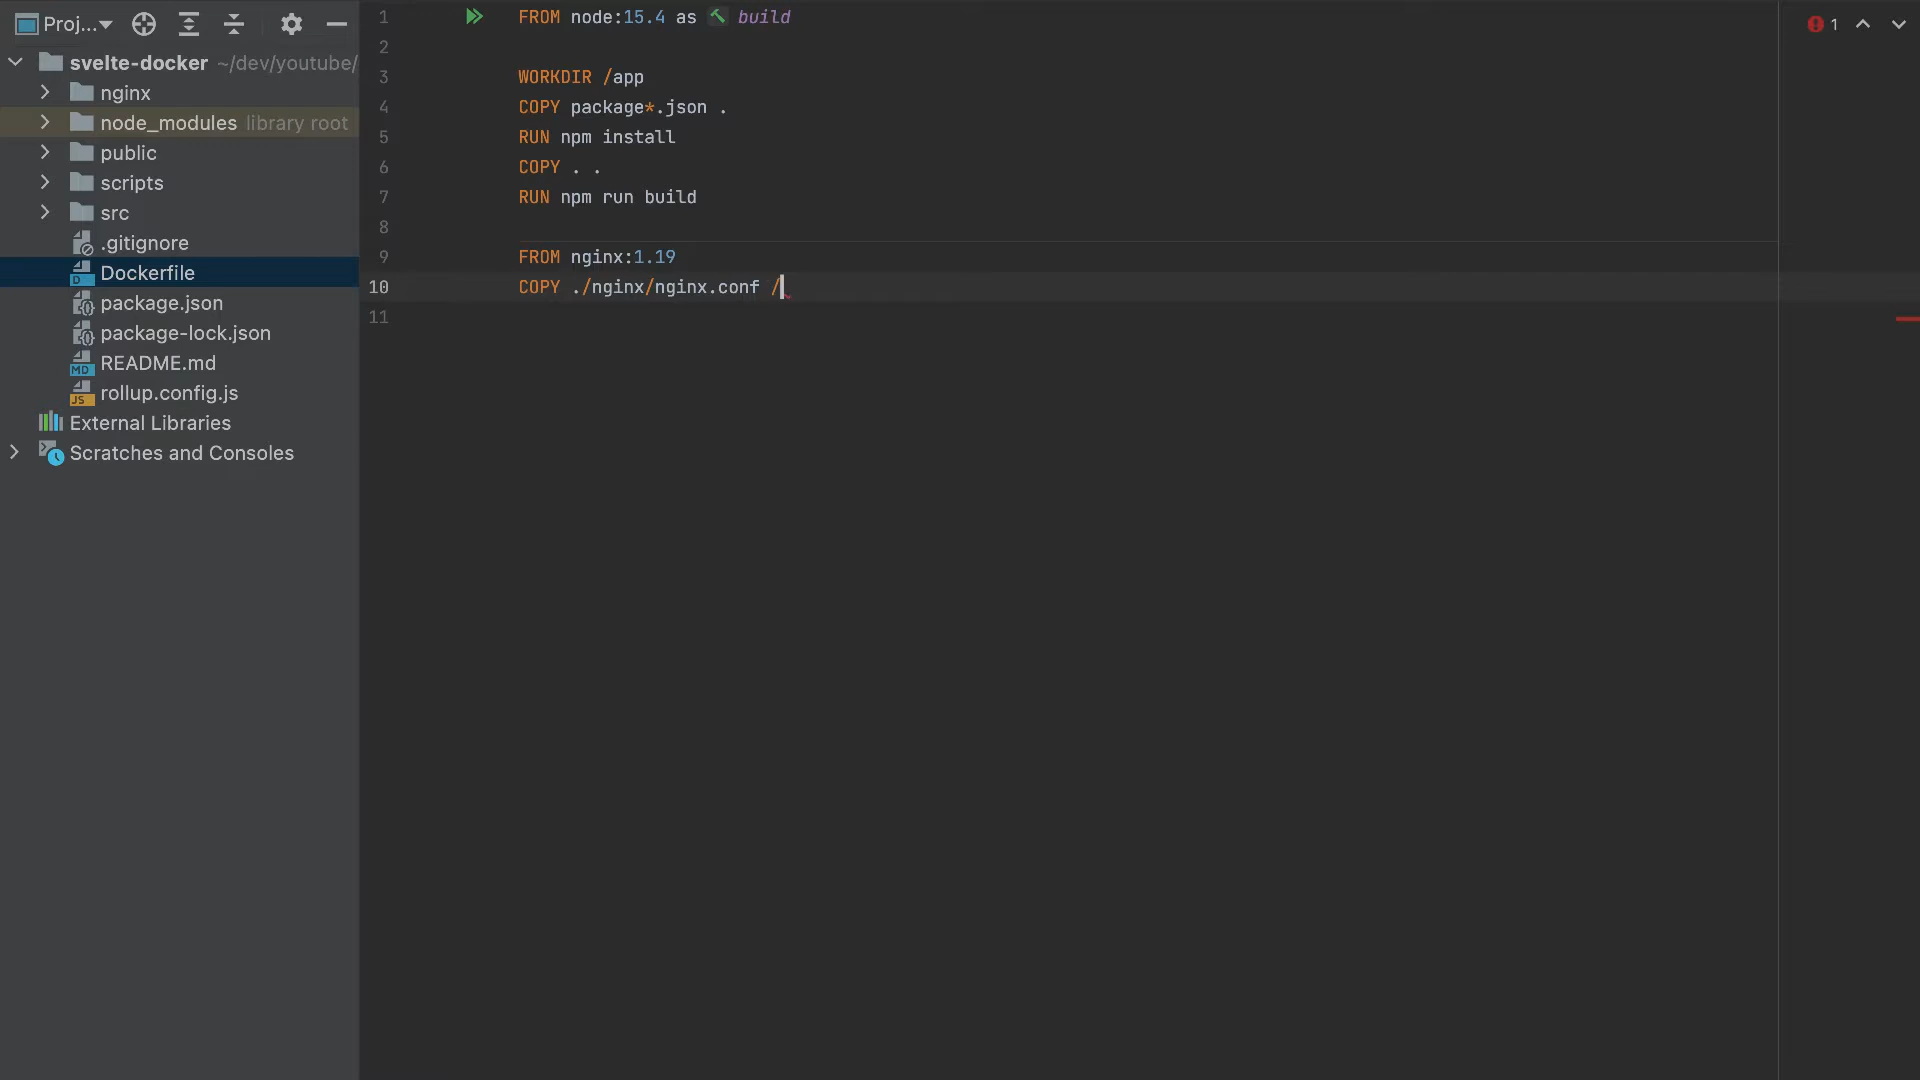 Proj...
svelte-docker ~/dev/youtube/
nginx
node_modules library root
public
scripts
src
.gitignore
Dockerfile
package.json
package-lock.json
README.md
rollup.config.js
External Libraries
Scratches and Consoles
1 FROM node:15.4 as build
2
3 WORKDIR /app
4 COPY package*.json .
5 RUN npm install
6 COPY . .
7 RUN npm run build
8
9 FROM nginx:1.19
10 COPY ./nginx/nginx.conf /
11
1